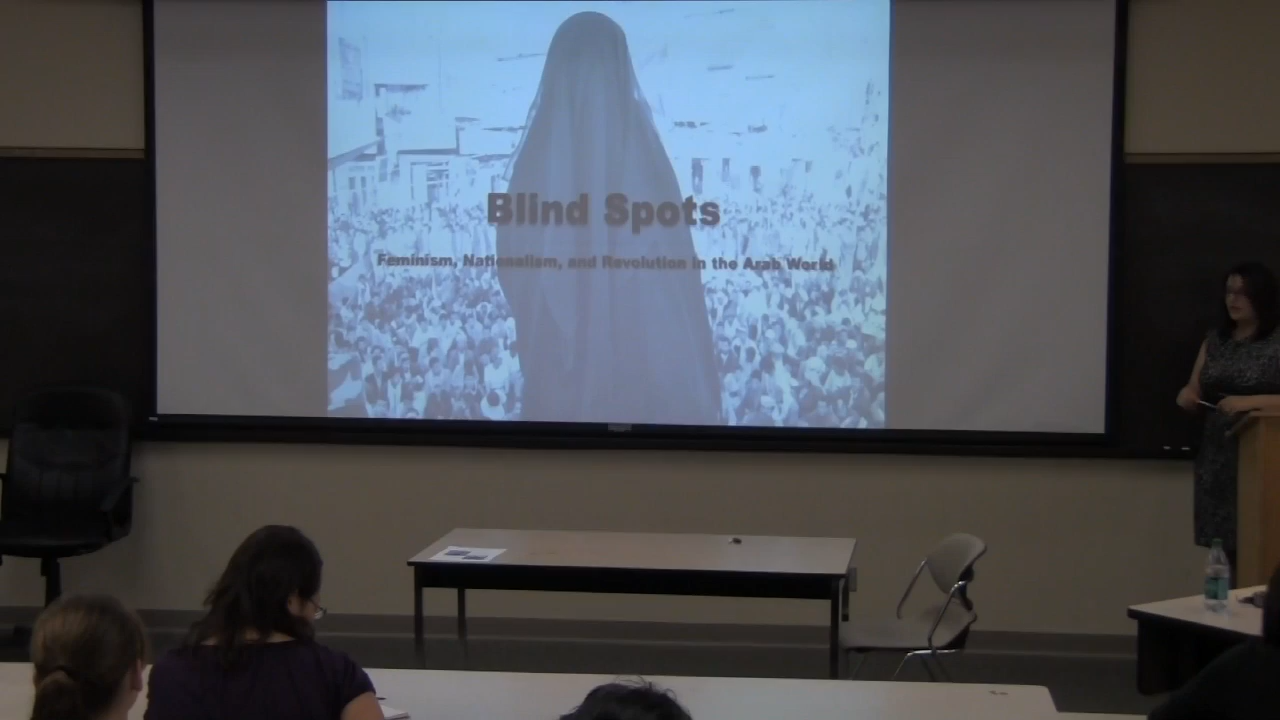 Blind Spots
Feminism, Nationalism, and Revolution in the Arab World